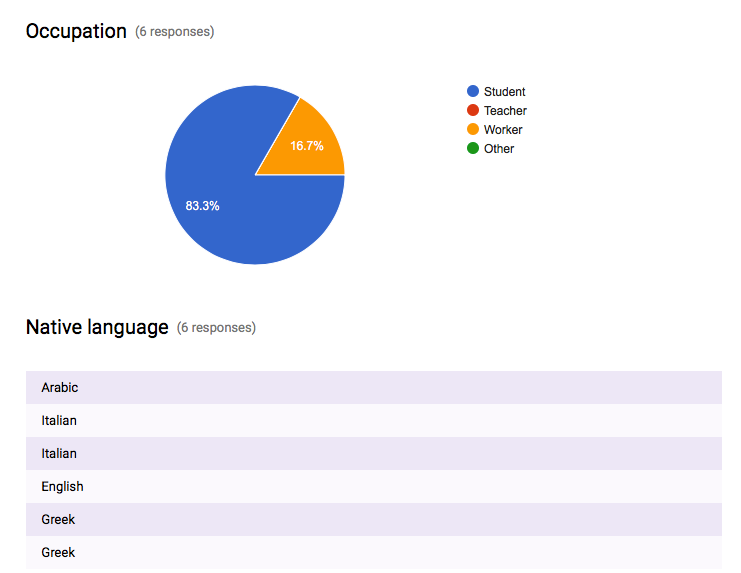 Occupation (6 responses)
Student
Teacher
Worker
Other
16.7%
83.3%
Native language (6 responses)
Arabic
Italian
Italian
English
Greek
Greek